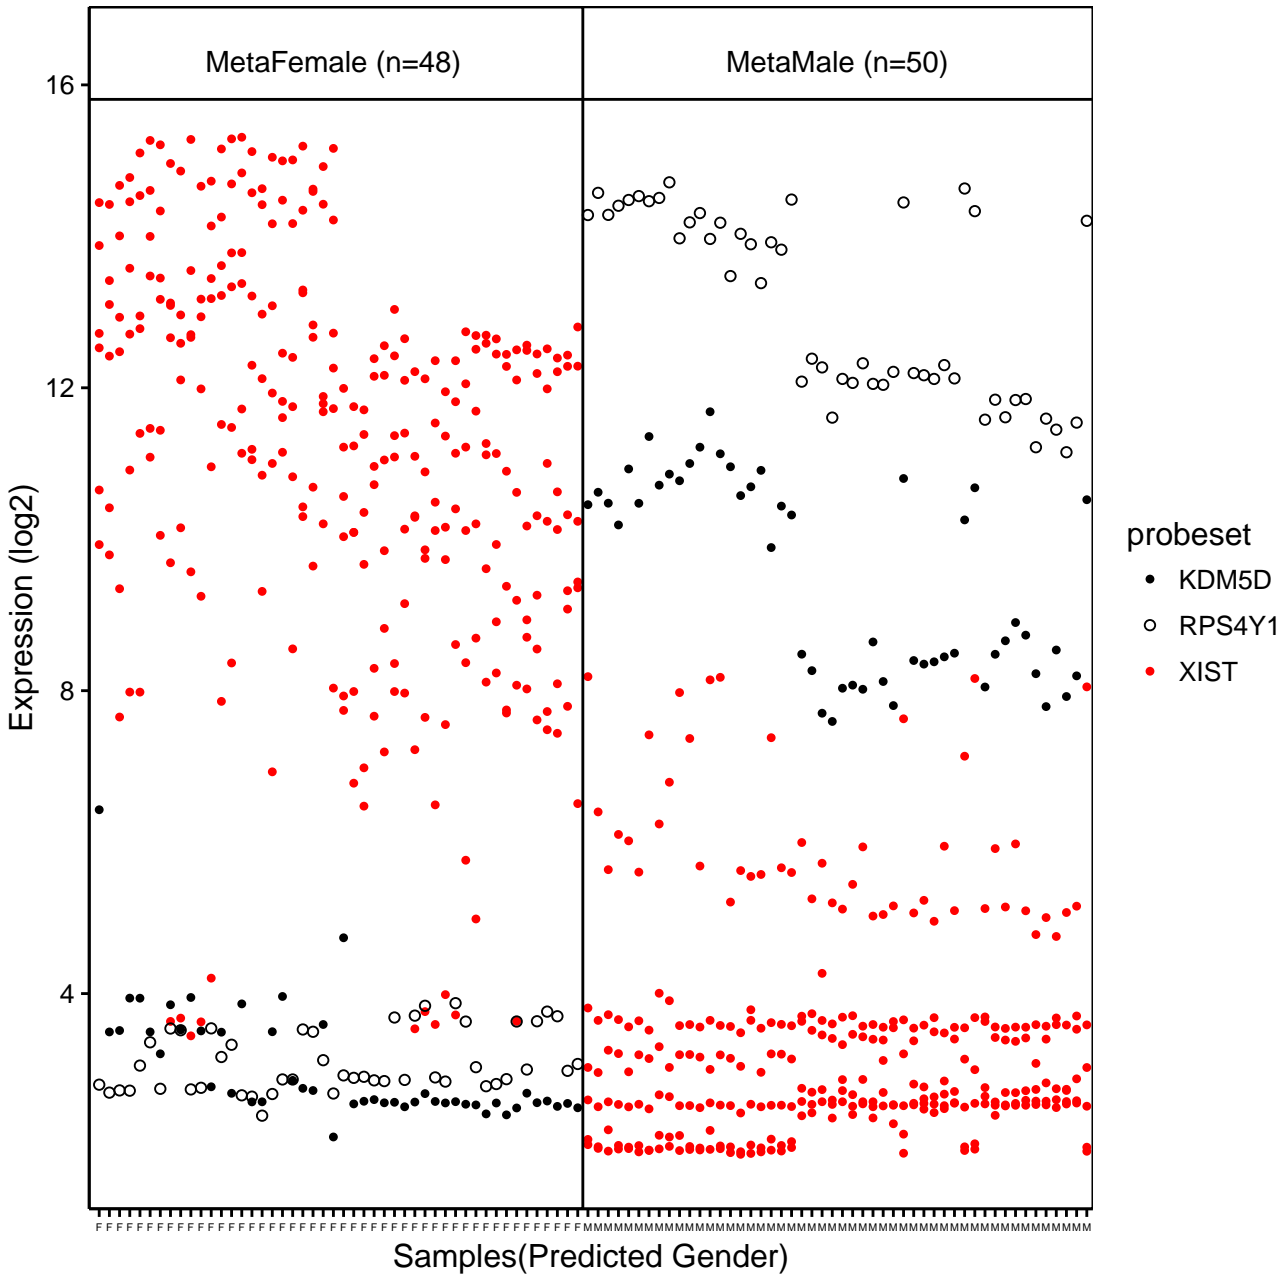 MetaFemale (n=48)
MetaMale (n=50)
16
12
8
4
Expression (log2)
F F F F F F F F F F F F F F F F F F F F F F F F F F F F F F F F F F F F F F F F F F F F F F F F
M M M M M M M M M M M M M M M M M M M M M M M M M M M M M M M M M M M M M M M M M M M M M M M M M M
Samples(Predicted Gender)
probeset
KDM5D
RPS4Y1
XIST